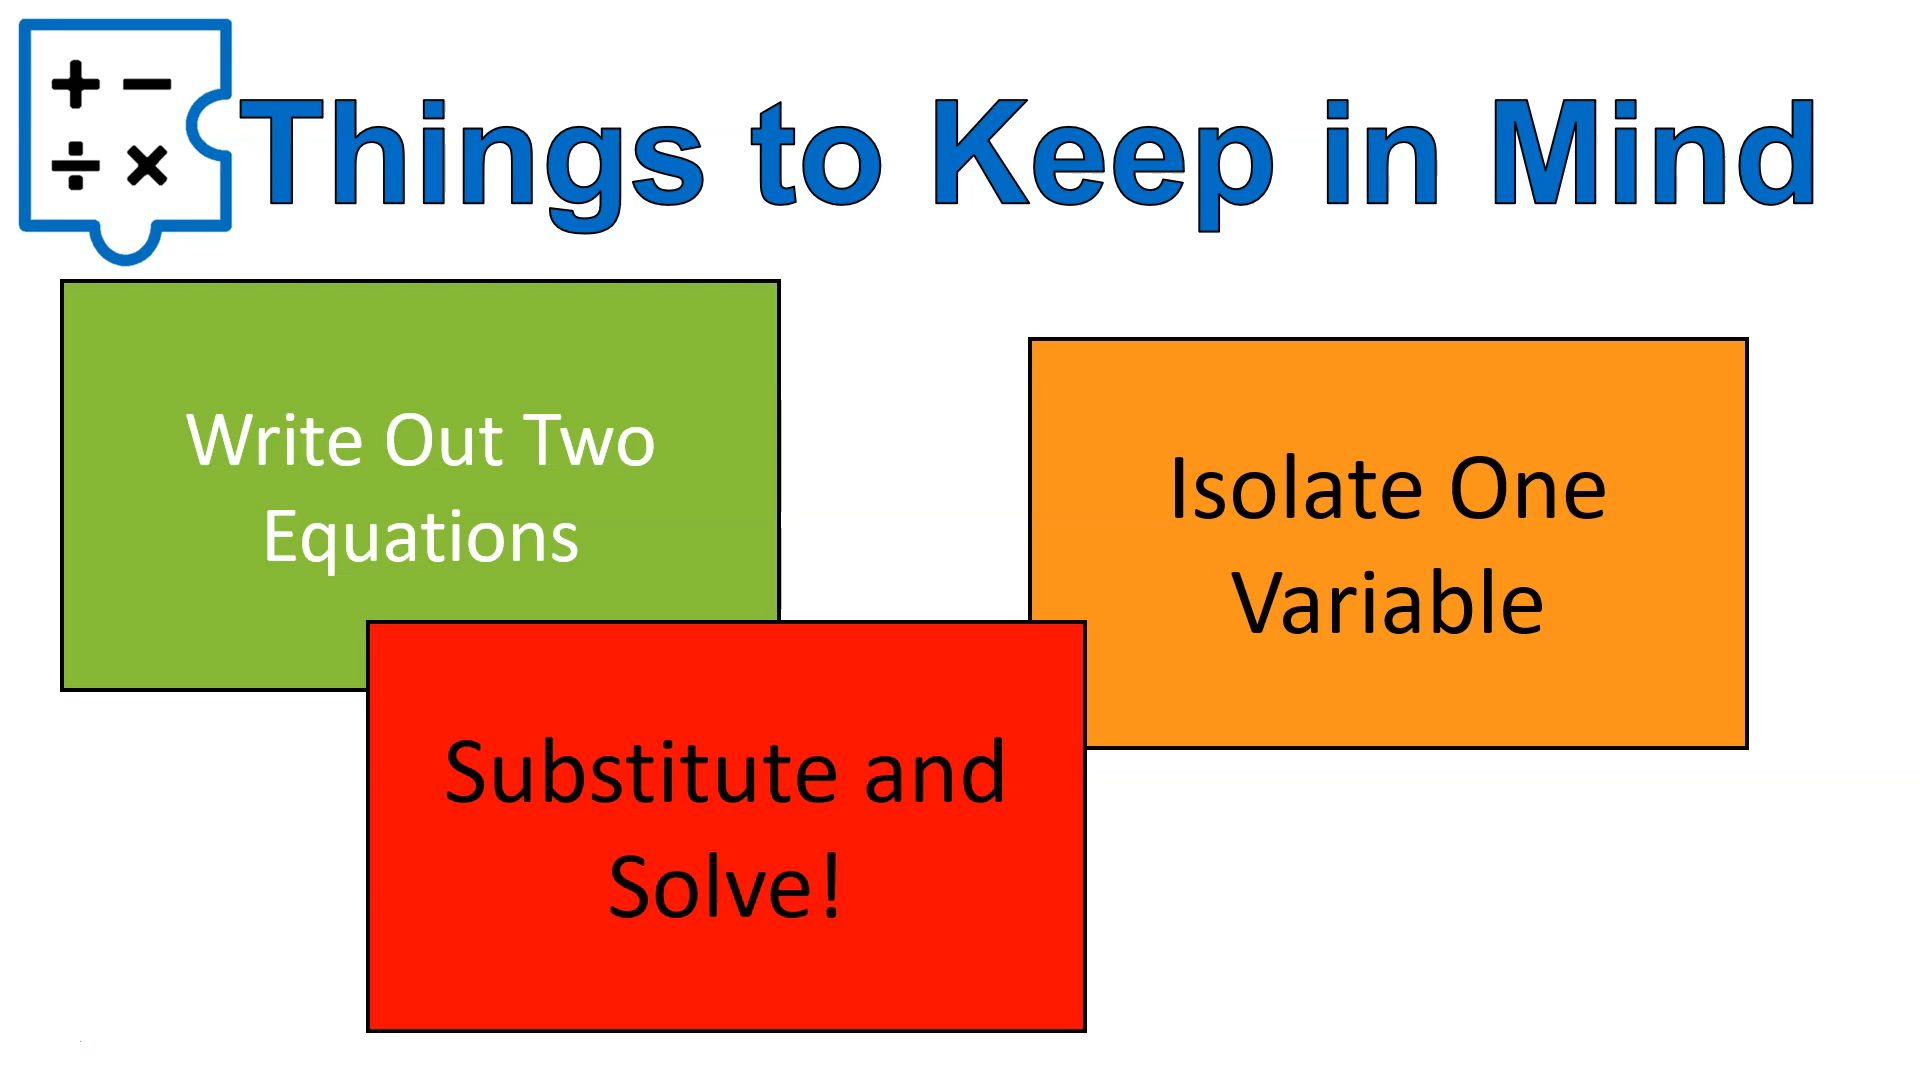 + −
÷ ×
Things to Keep in Mind
Write Out Two
Equations
Isolate One
Variable
Substitute and
Solve!